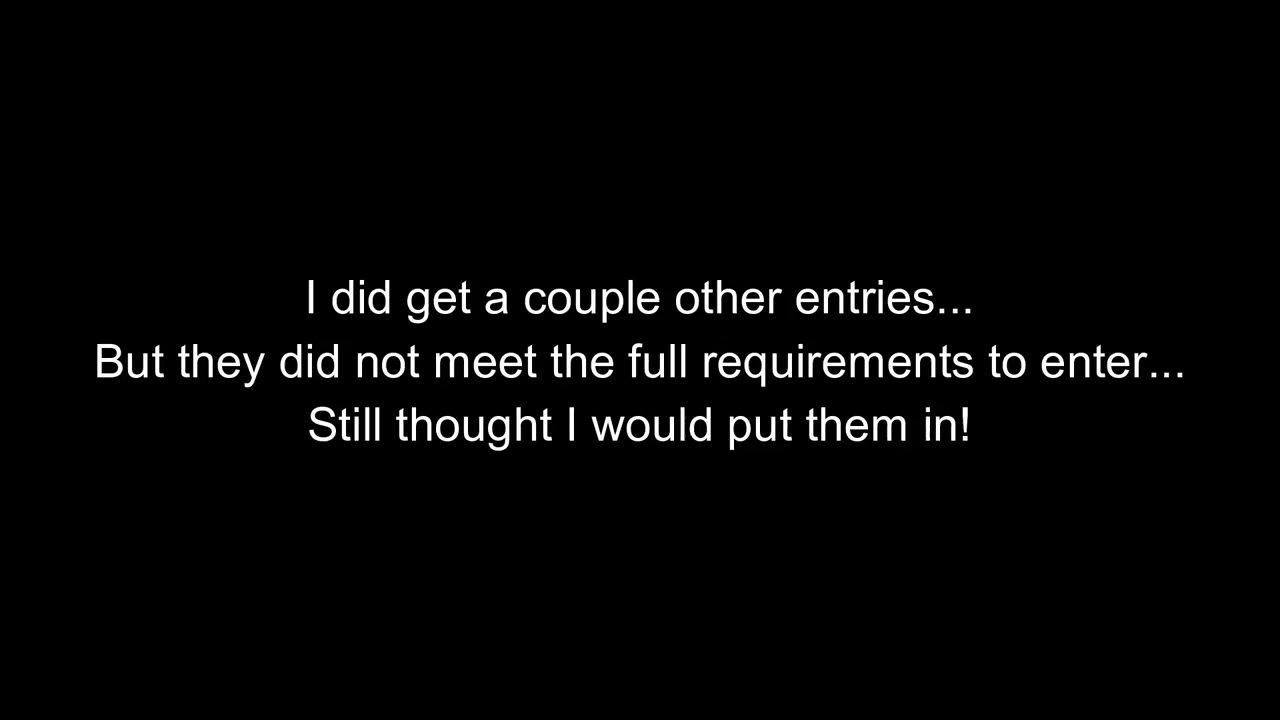 I did get a couple other entries...
But they did not meet the full requirements to enter...
Still thought I would put them in!